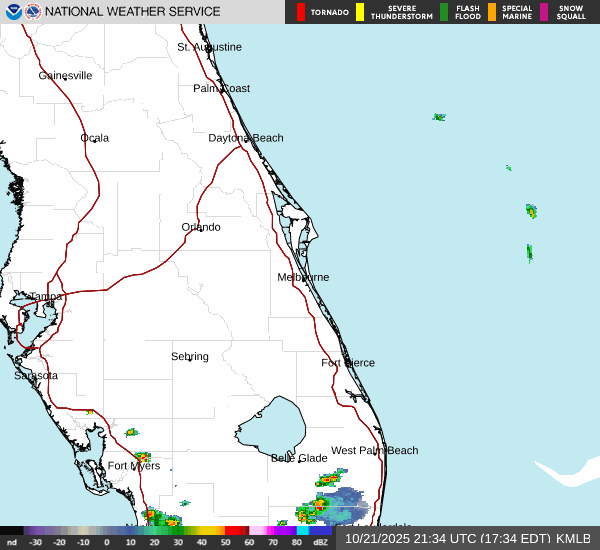 NATIONAL WEATHER SERVICE
TORNADO
SEVERE THUNDERSTORM
FLASH FLOOD
SPECIAL MARINE
SNOW SQUALL
St. Augustine
Gainesville
Palm Coast
Ocala
Daytona Beach
Orlando
Melbourne
Tampa
Sebring
Fort Pierce
Sarasota
West Palm Beach
Belle Glade
Fort Myers
nd -30 -20 -10 0 10 20 30 40 50 60 70 80 dBZ
10/21/2025 21:34 UTC (17:34 EDT) KMLB